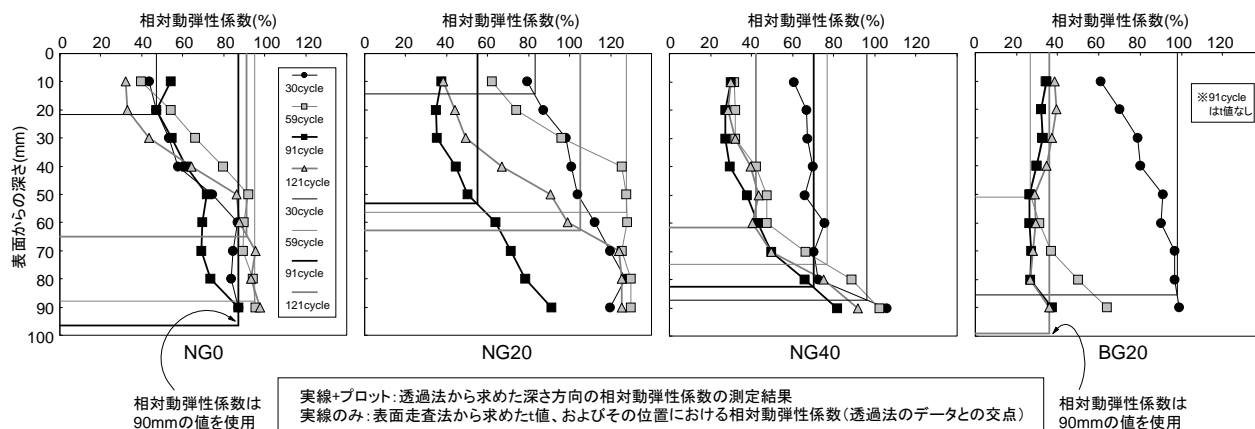 相対動弾性係数(%)
相対動弾性係数(%)
相対動弾性係数(%)
相対動弾性係数(%)
0 20 40 60 80 100 120
0 20 40 60 80 100 120
0 20 40 60 80 100 120
0 20 40 60 80 100 120
表面からの深さ(mm)
0
10
20
30
40
50
60
70
80
90
100
30cycle
59cycle
91cycle
121cycle
30cycle
59cycle
91cycle
121cycle
※91cycle
はt値なし
NG0
NG20
NG40
BG20
相対動弾性係数は
90mmの値を使用
実線+プロット:透過法から求めた深さ方向の相対動弾性係数の測定結果
実線のみ:表面走査法から求めたt値、およびその位置における相対動弾性係数(透過法のデータとの交点)
相対動弾性係数は
90mmの値を使用